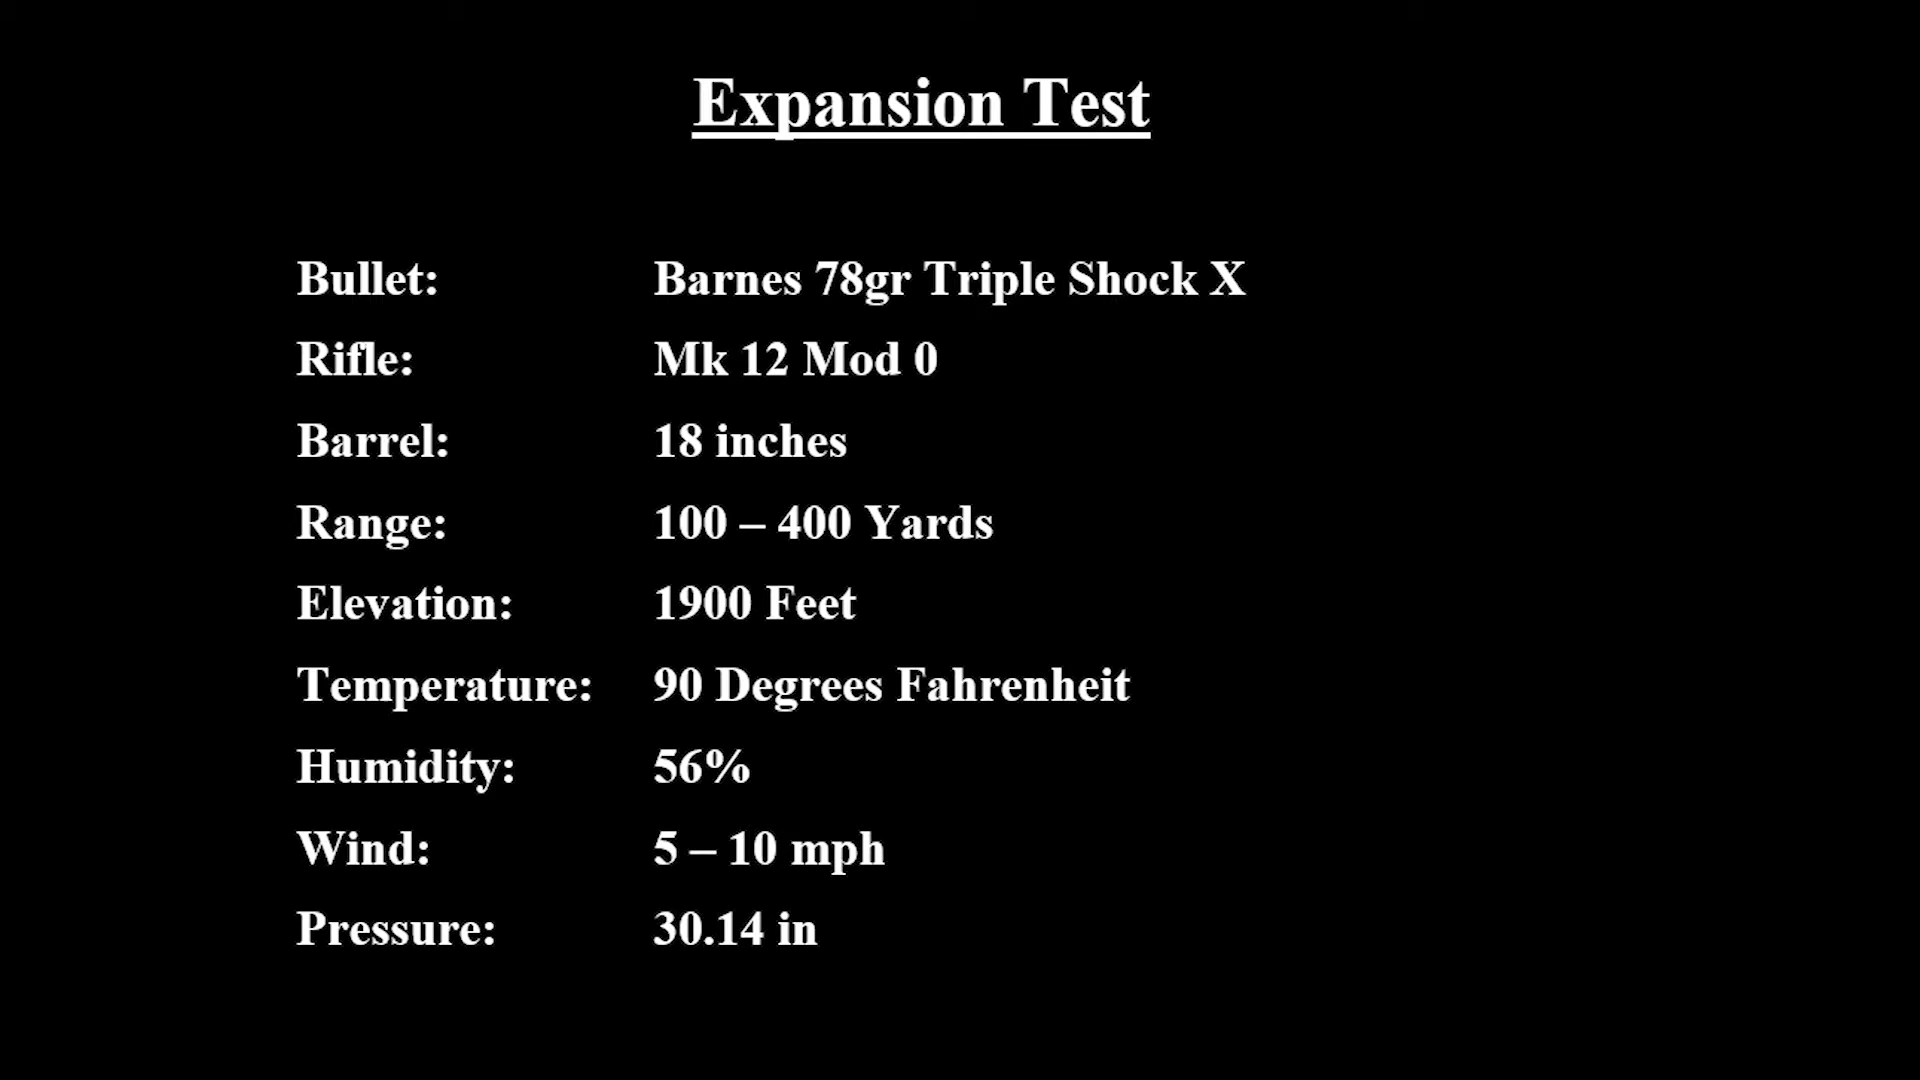 Expansion Test
Bullet: Barnes 78gr Triple Shock X
Rifle: Mk 12 Mod 0
Barrel: 18 inches
Range: 100 – 400 Yards
Elevation: 1900 Feet
Temperature: 90 Degrees Fahrenheit
Humidity: 56%
Wind: 5 – 10 mph
Pressure: 30.14 in